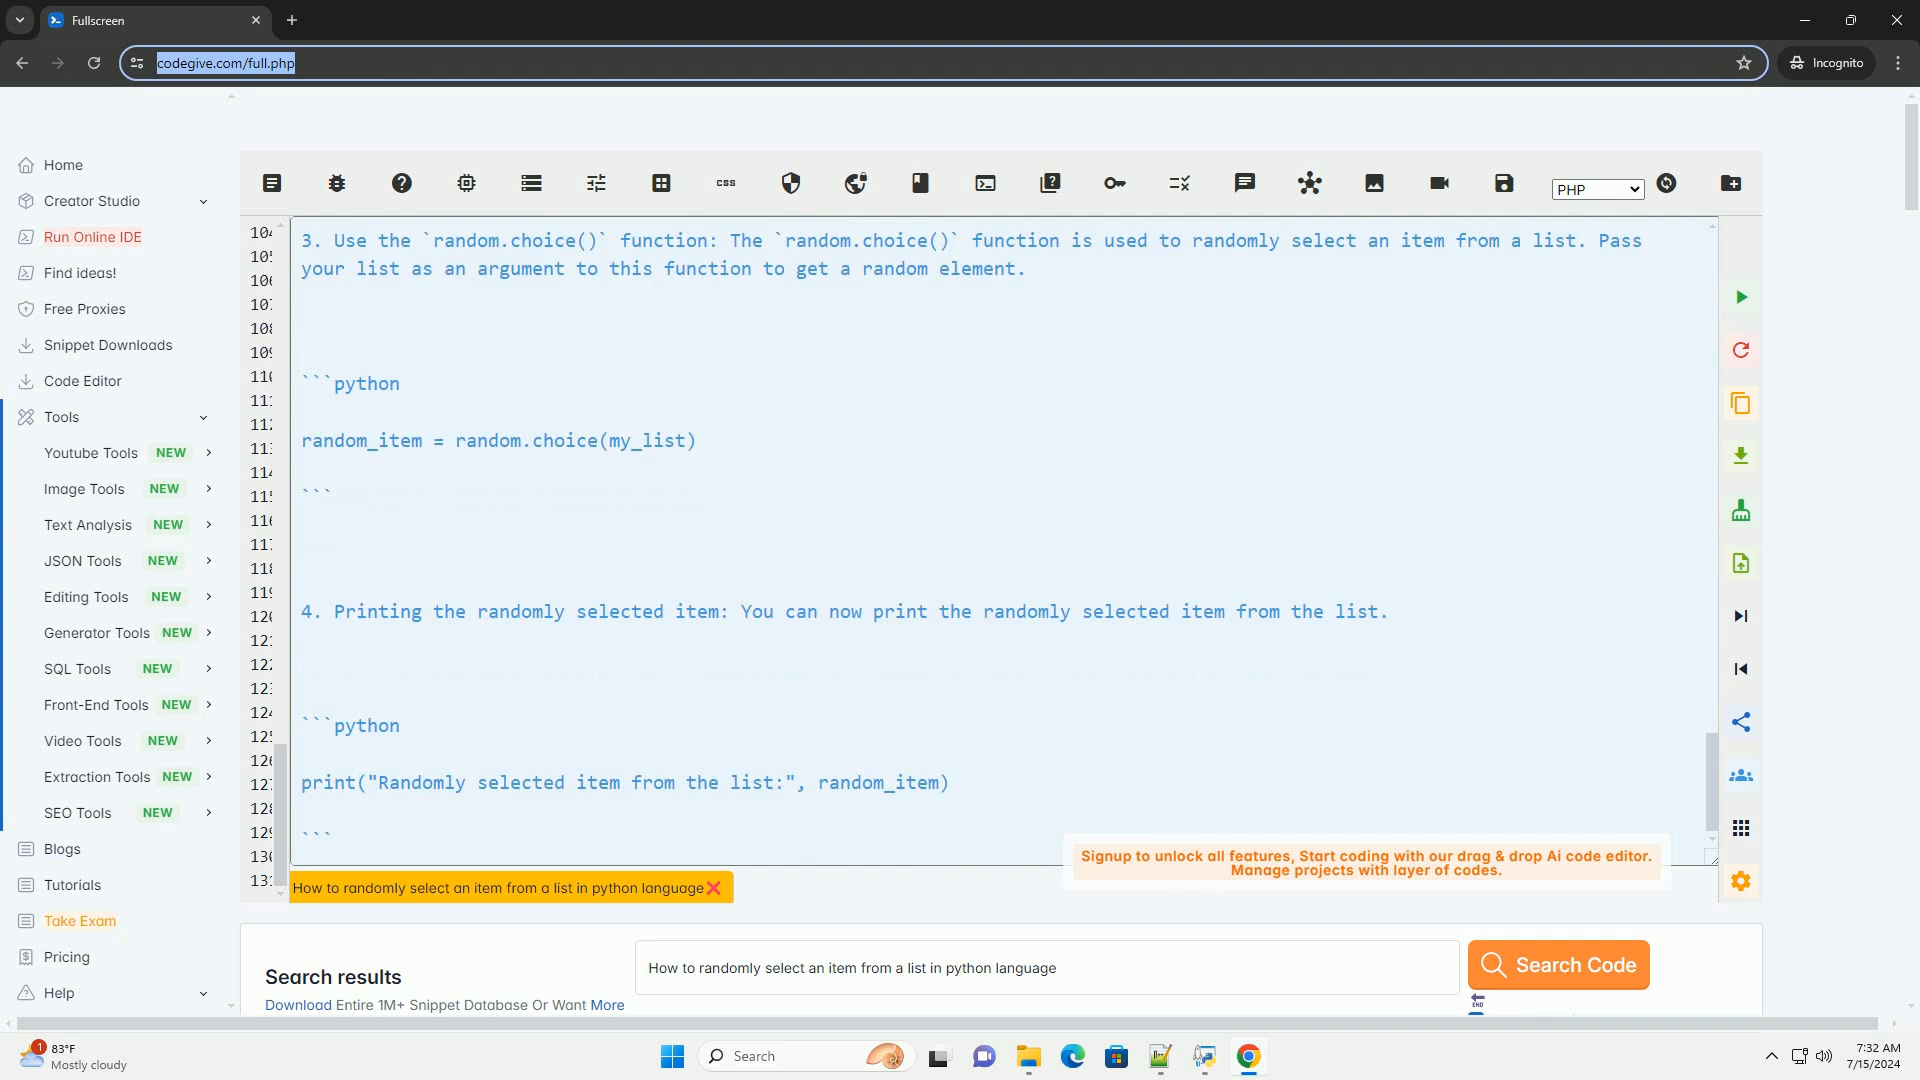 Fullscreen
codegive.com/full.php
Incognito
Home
Creator Studio
Run Online IDE
Find ideas!
Free Proxies
Snippet Downloads
Code Editor
Tools
Youtube Tools NEW
Image Tools NEW
Text Analysis NEW
JSON Tools NEW
Editing Tools NEW
Generator Tools NEW
SQL Tools NEW
Front-End Tools NEW
Video Tools NEW
Extraction Tools NEW
SEO Tools NEW
Blogs
Tutorials
Take Exam
Pricing
Help
css
PHP
3. Use the `random.choice()` function: The `random.choice()` function is used to randomly select an item from a list. Pass
your list as an argument to this function to get a random element.
```python
random_item = random.choice(my_list)
```
4. Printing the randomly selected item: You can now print the randomly selected item from the list.
```python
print("Randomly selected item from the list:", random_item)
```
Signup to unlock all features, Start coding with our drag & drop Ai code editor.
Manage projects with layer of codes.
How to randomly select an item from a list in python language
Search results
Download Entire 1M+ Snippet Database Or Want More
How to randomly select an item from a list in python language
Search Code
END
1
83°F
Mostly cloudy
Search
7:32 AM
7/15/2024